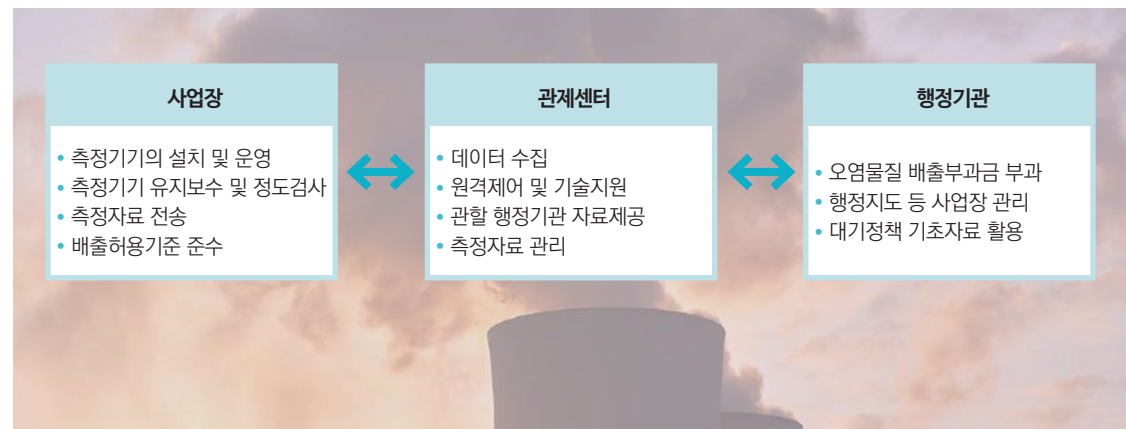 사업장
• 측정기기의 설치 및 운영
• 측정기기 유지보수 및 정도검사
• 측정자료 전송
• 배출허용기준 준수
관제센터
• 데이터 수집
• 원격제어 및 기술지원
• 관할 행정기관 자료제공
• 측정자료 관리
행정기관
• 오염물질 배출부과금 부과
• 행정지도 등 사업장 관리
• 대기정책 기초자료 활용